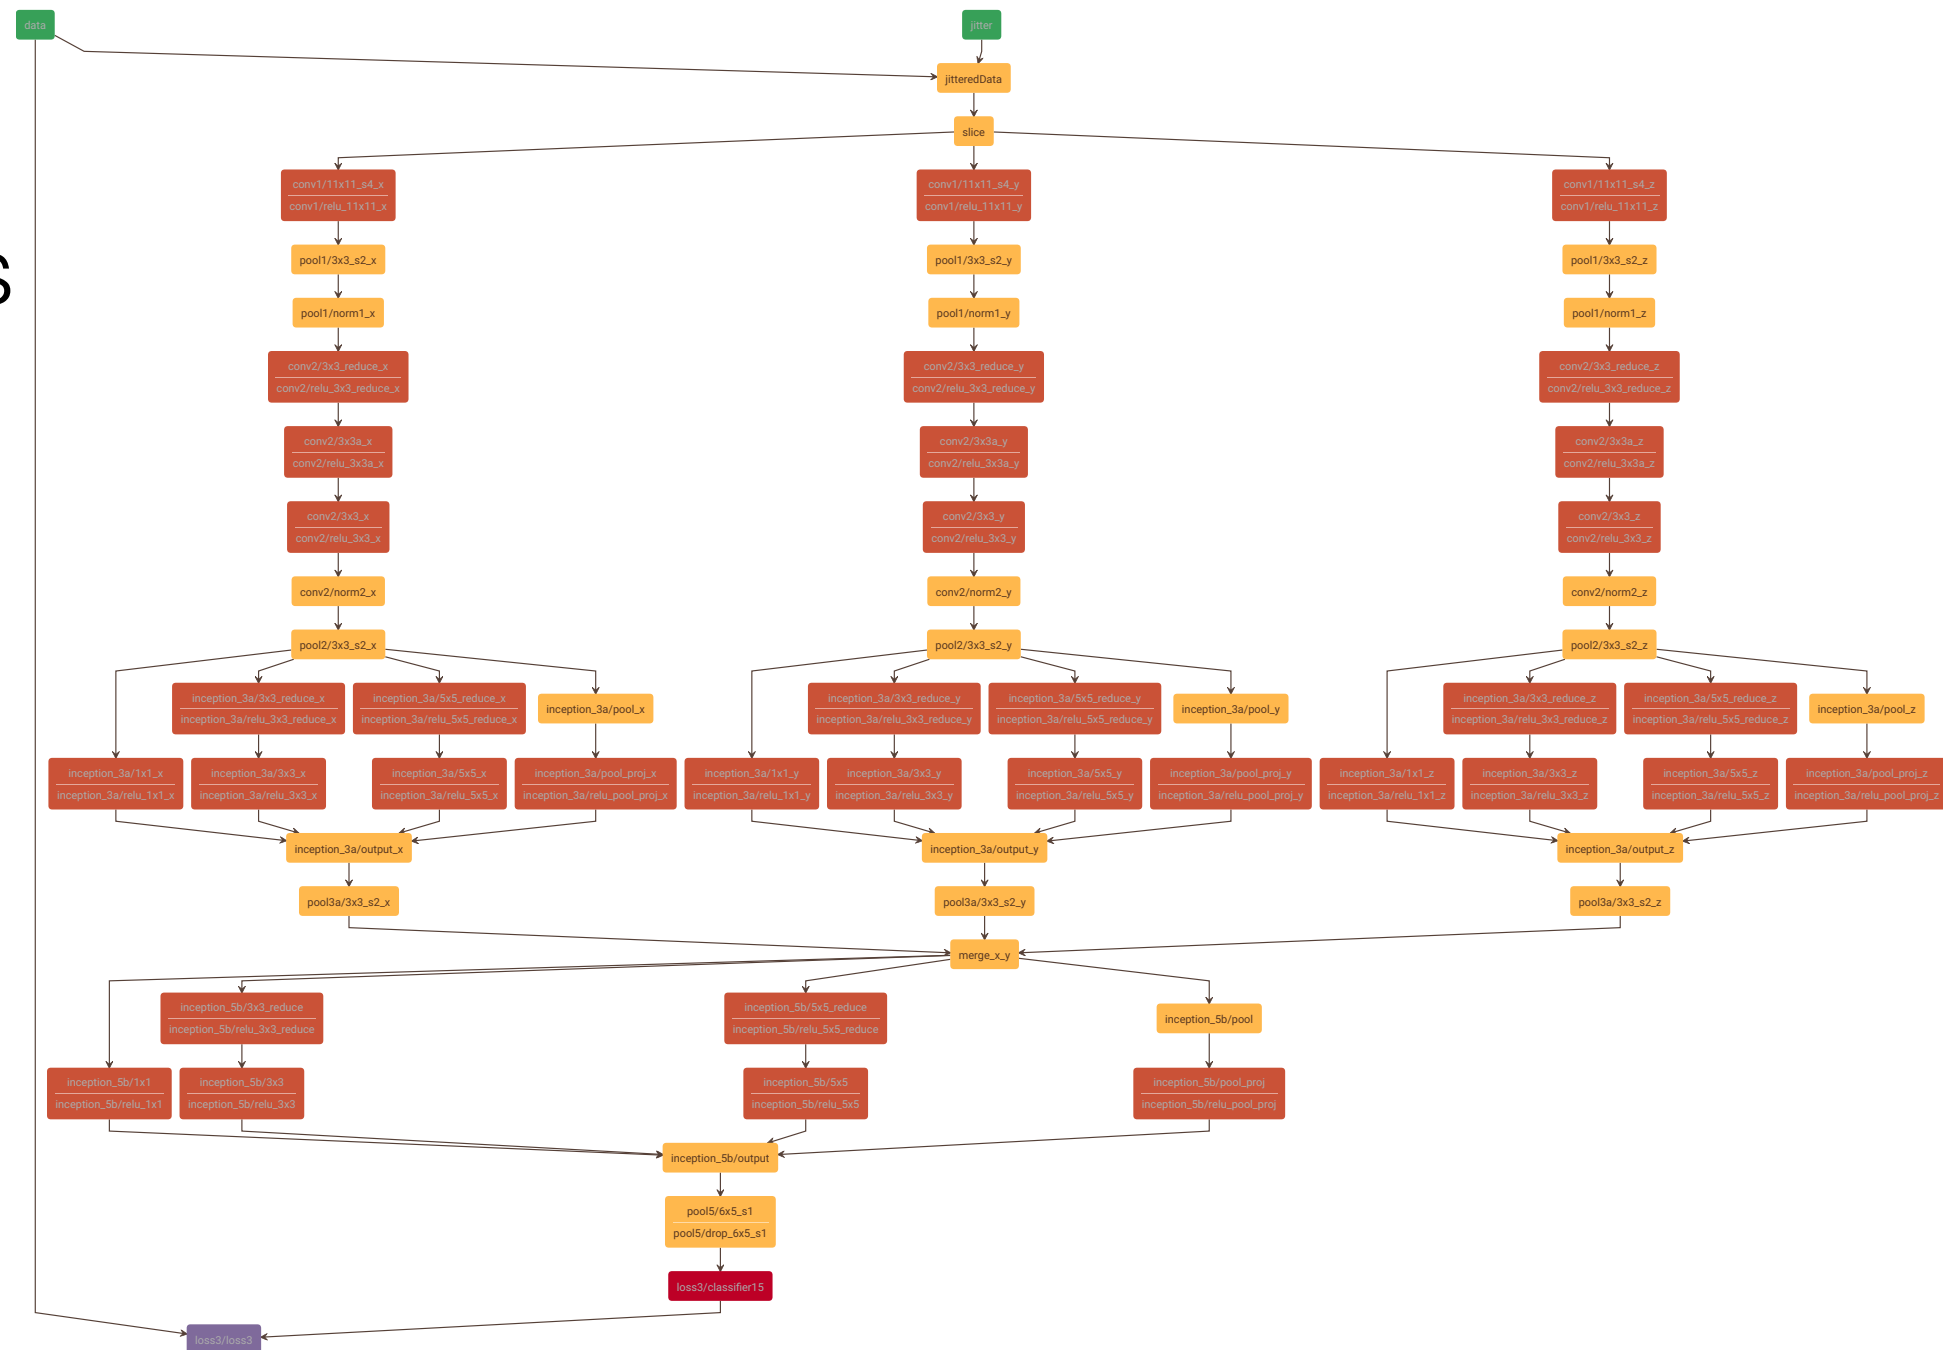 data
jitter
jitteredData
slice
conv1/11x11_s4_x
conv1/relu_11x11_x
conv1/11x11_s4_y
conv1/relu_11x11_y
conv1/11x11_s4_z
conv1/relu_11x11_z
S
pool1/3x3_s2_x
pool1/3x3_s2_y
pool1/3x3_s2_z
pool1/norm1_x
pool1/norm1_y
pool1/norm1_z
conv2/3x3_reduce_x
conv2/relu_3x3_reduce_x
conv2/3x3_reduce_y
conv2/relu_3x3_reduce_y
conv2/3x3_reduce_z
conv2/relu_3x3_reduce_z
conv2/3x3a_x
conv2/relu_3x3a_x
conv2/3x3a_y
conv2/relu_3x3a_y
conv2/3x3a_z
conv2/relu_3x3a_z
conv2/3x3_x
conv2/relu_3x3_x
conv2/3x3_y
conv2/relu_3x3_y
conv2/3x3_z
conv2/relu_3x3_z
conv2/norm2_x
conv2/norm2_y
conv2/norm2_z
pool2/3x3_s2_x
pool2/3x3_s2_y
pool2/3x3_s2_z
inception_3a/3x3_reduce_x
inception_3a/relu_3x3_reduce_x
inception_3a/5x5_reduce_x
inception_3a/relu_5x5_reduce_x
inception_3a/pool_x
inception_3a/3x3_reduce_y
inception_3a/relu_3x3_reduce_y
inception_3a/5x5_reduce_y
inception_3a/relu_5x5_reduce_y
inception_3a/pool_y
inception_3a/3x3_reduce_z
inception_3a/relu_3x3_reduce_z
inception_3a/5x5_reduce_z
inception_3a/relu_5x5_reduce_z
inception_3a/pool_z
inception_3a/1x1_x
inception_3a/relu_1x1_x
inception_3a/3x3_x
inception_3a/relu_3x3_x
inception_3a/5x5_x
inception_3a/relu_5x5_x
inception_3a/pool_proj_x
inception_3a/relu_pool_proj_x
inception_3a/1x1_y
inception_3a/relu_1x1_y
inception_3a/3x3_y
inception_3a/relu_3x3_y
inception_3a/5x5_y
inception_3a/relu_5x5_y
inception_3a/pool_proj_y
inception_3a/relu_pool_proj_y
inception_3a/1x1_z
inception_3a/relu_1x1_z
inception_3a/3x3_z
inception_3a/relu_3x3_z
inception_3a/5x5_z
inception_3a/relu_5x5_z
inception_3a/pool_proj_z
inception_3a/relu_pool_proj_z
inception_3a/output_x
inception_3a/output_y
inception_3a/output_z
pool3a/3x3_s2_x
pool3a/3x3_s2_y
pool3a/3x3_s2_z
merge_x_y
inception_5b/3x3_reduce
inception_5b/relu_3x3_reduce
inception_5b/5x5_reduce
inception_5b/relu_5x5_reduce
inception_5b/pool
inception_5b/1x1
inception_5b/relu_1x1
inception_5b/3x3
inception_5b/relu_3x3
inception_5b/5x5
inception_5b/relu_5x5
inception_5b/pool_proj
inception_5b/relu_pool_proj
inception_5b/output
pool5/6x5_s1
pool5/drop_6x5_s1
loss3/classifier15
loss3/loss3